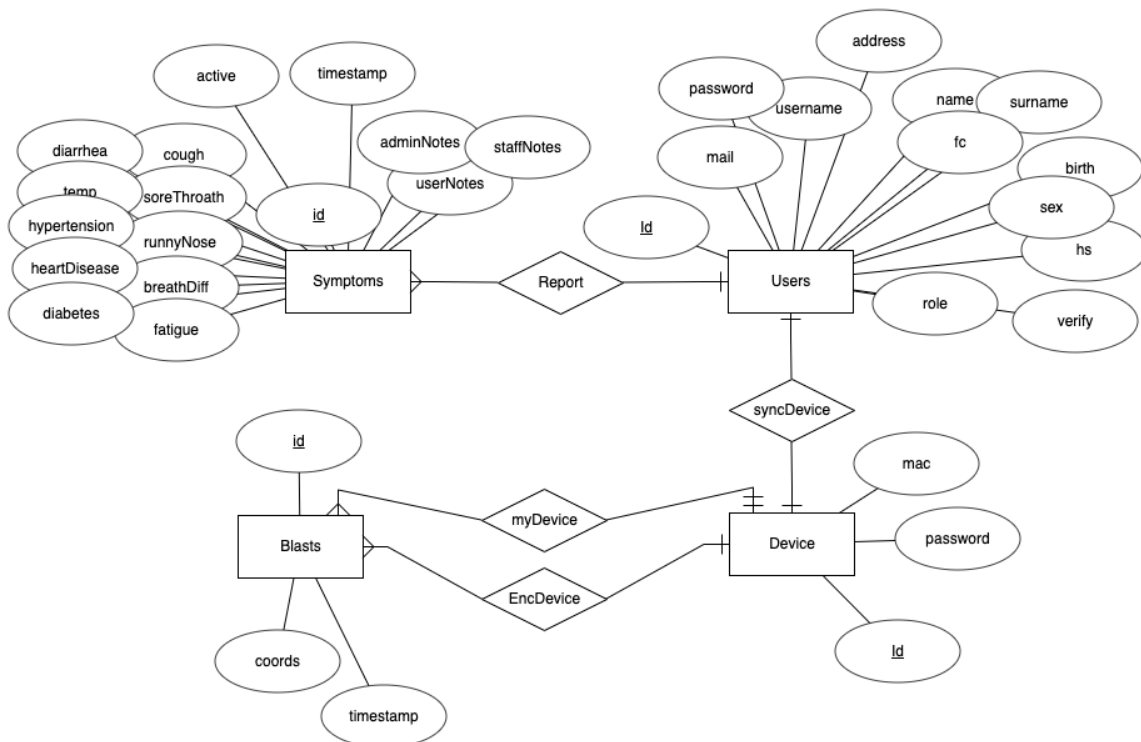 address
active
timestamp
password
name
surname
username
adminNotes
staffNotes
fc
diarrhea
cough
mail
birth
userNotes
temp
soreThroath
sex
id
Id
hypertension
runnyNose
hs
heartDisease
Symptoms
Report
Users
breathDiff
role
diabetes
fatigue
verify
syncDevice
id
mac
myDevice
password
Blasts
Device
EncDevice
Id
coords
timestamp